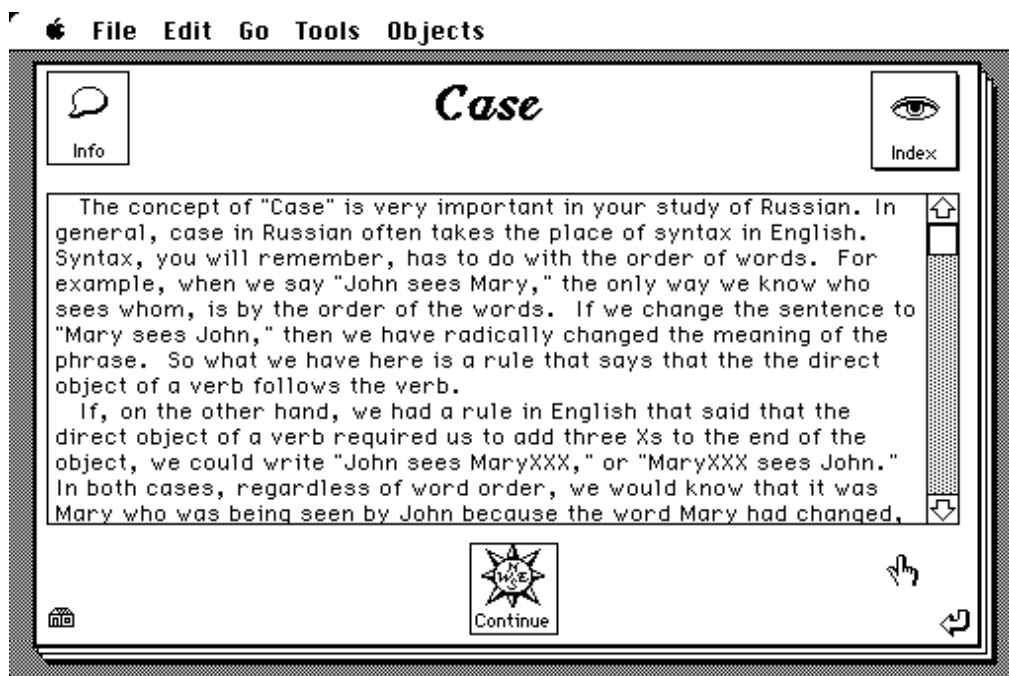 File Edit Go Tools Objects
Info
Case
Index
The concept of "Case" is very important in your study of Russian. In
general, case in Russian often takes the place of syntax in English.
Syntax, you will remember, has to do with the order of words. For
example, when we say "John sees Mary," the only way we know who
sees whom, is by the order of the words. If we change the sentence to
"Mary sees John," then we have radically changed the meaning of the
phrase. So what we have here is a rule that says that the the direct
object of a verb follows the verb.
If, on the other hand, we had a rule in English that said that the
direct object of a verb required us to add three Xs to the end of the
object, we could write "John sees MaryXXX," or "MaryXXX sees John."
In both cases, regardless of word order, we would know that it was
Mary who was being seen by John because the word Mary had changed,
N
W E
S
Continue